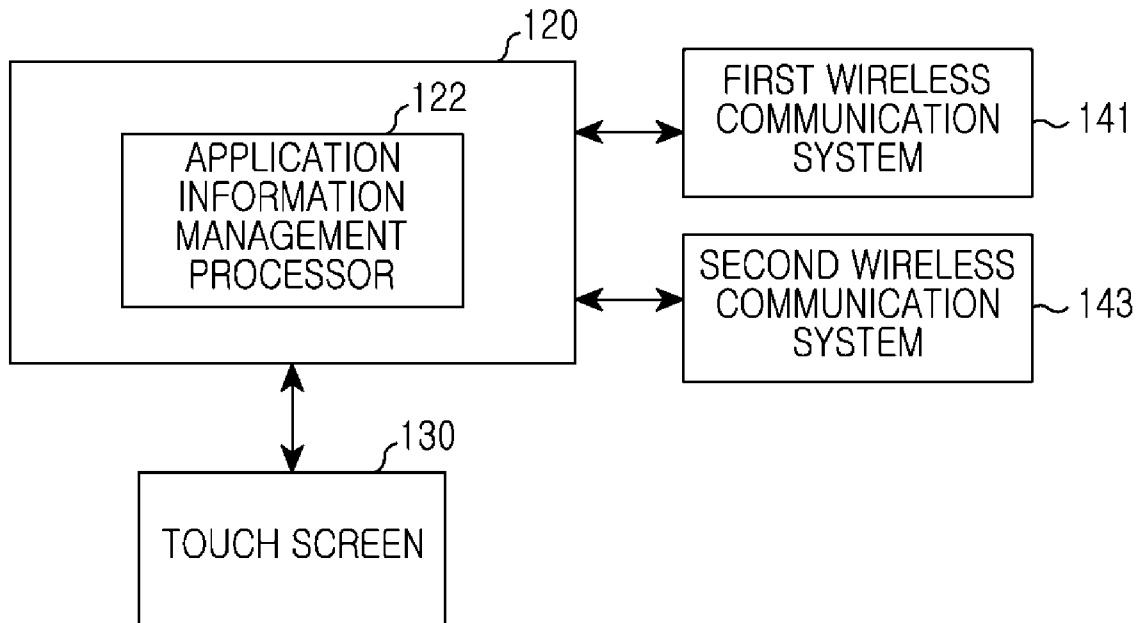 120
122
APPLICATION
INFORMATION
MANAGEMENT
PROCESSOR
FIRST WIRELESS
COMMUNICATION
SYSTEM
141
SECOND WIRELESS
COMMUNICATION
SYSTEM
143
130
TOUCH SCREEN